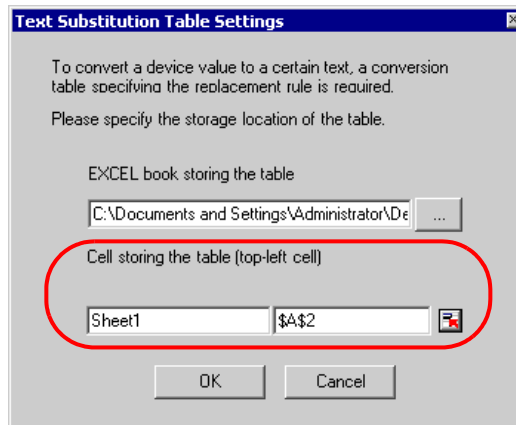 Text Substitution Table Settings
To convert a device value to a certain text, a conversion
table specifying the replacement rule is required.
Please specify the storage location of the table.
EXCEL book storing the table
C:\Documents and Settings\Administrator\De
...
Cell storing the table (top-left cell)
Sheet1 $A$2
OK Cancel